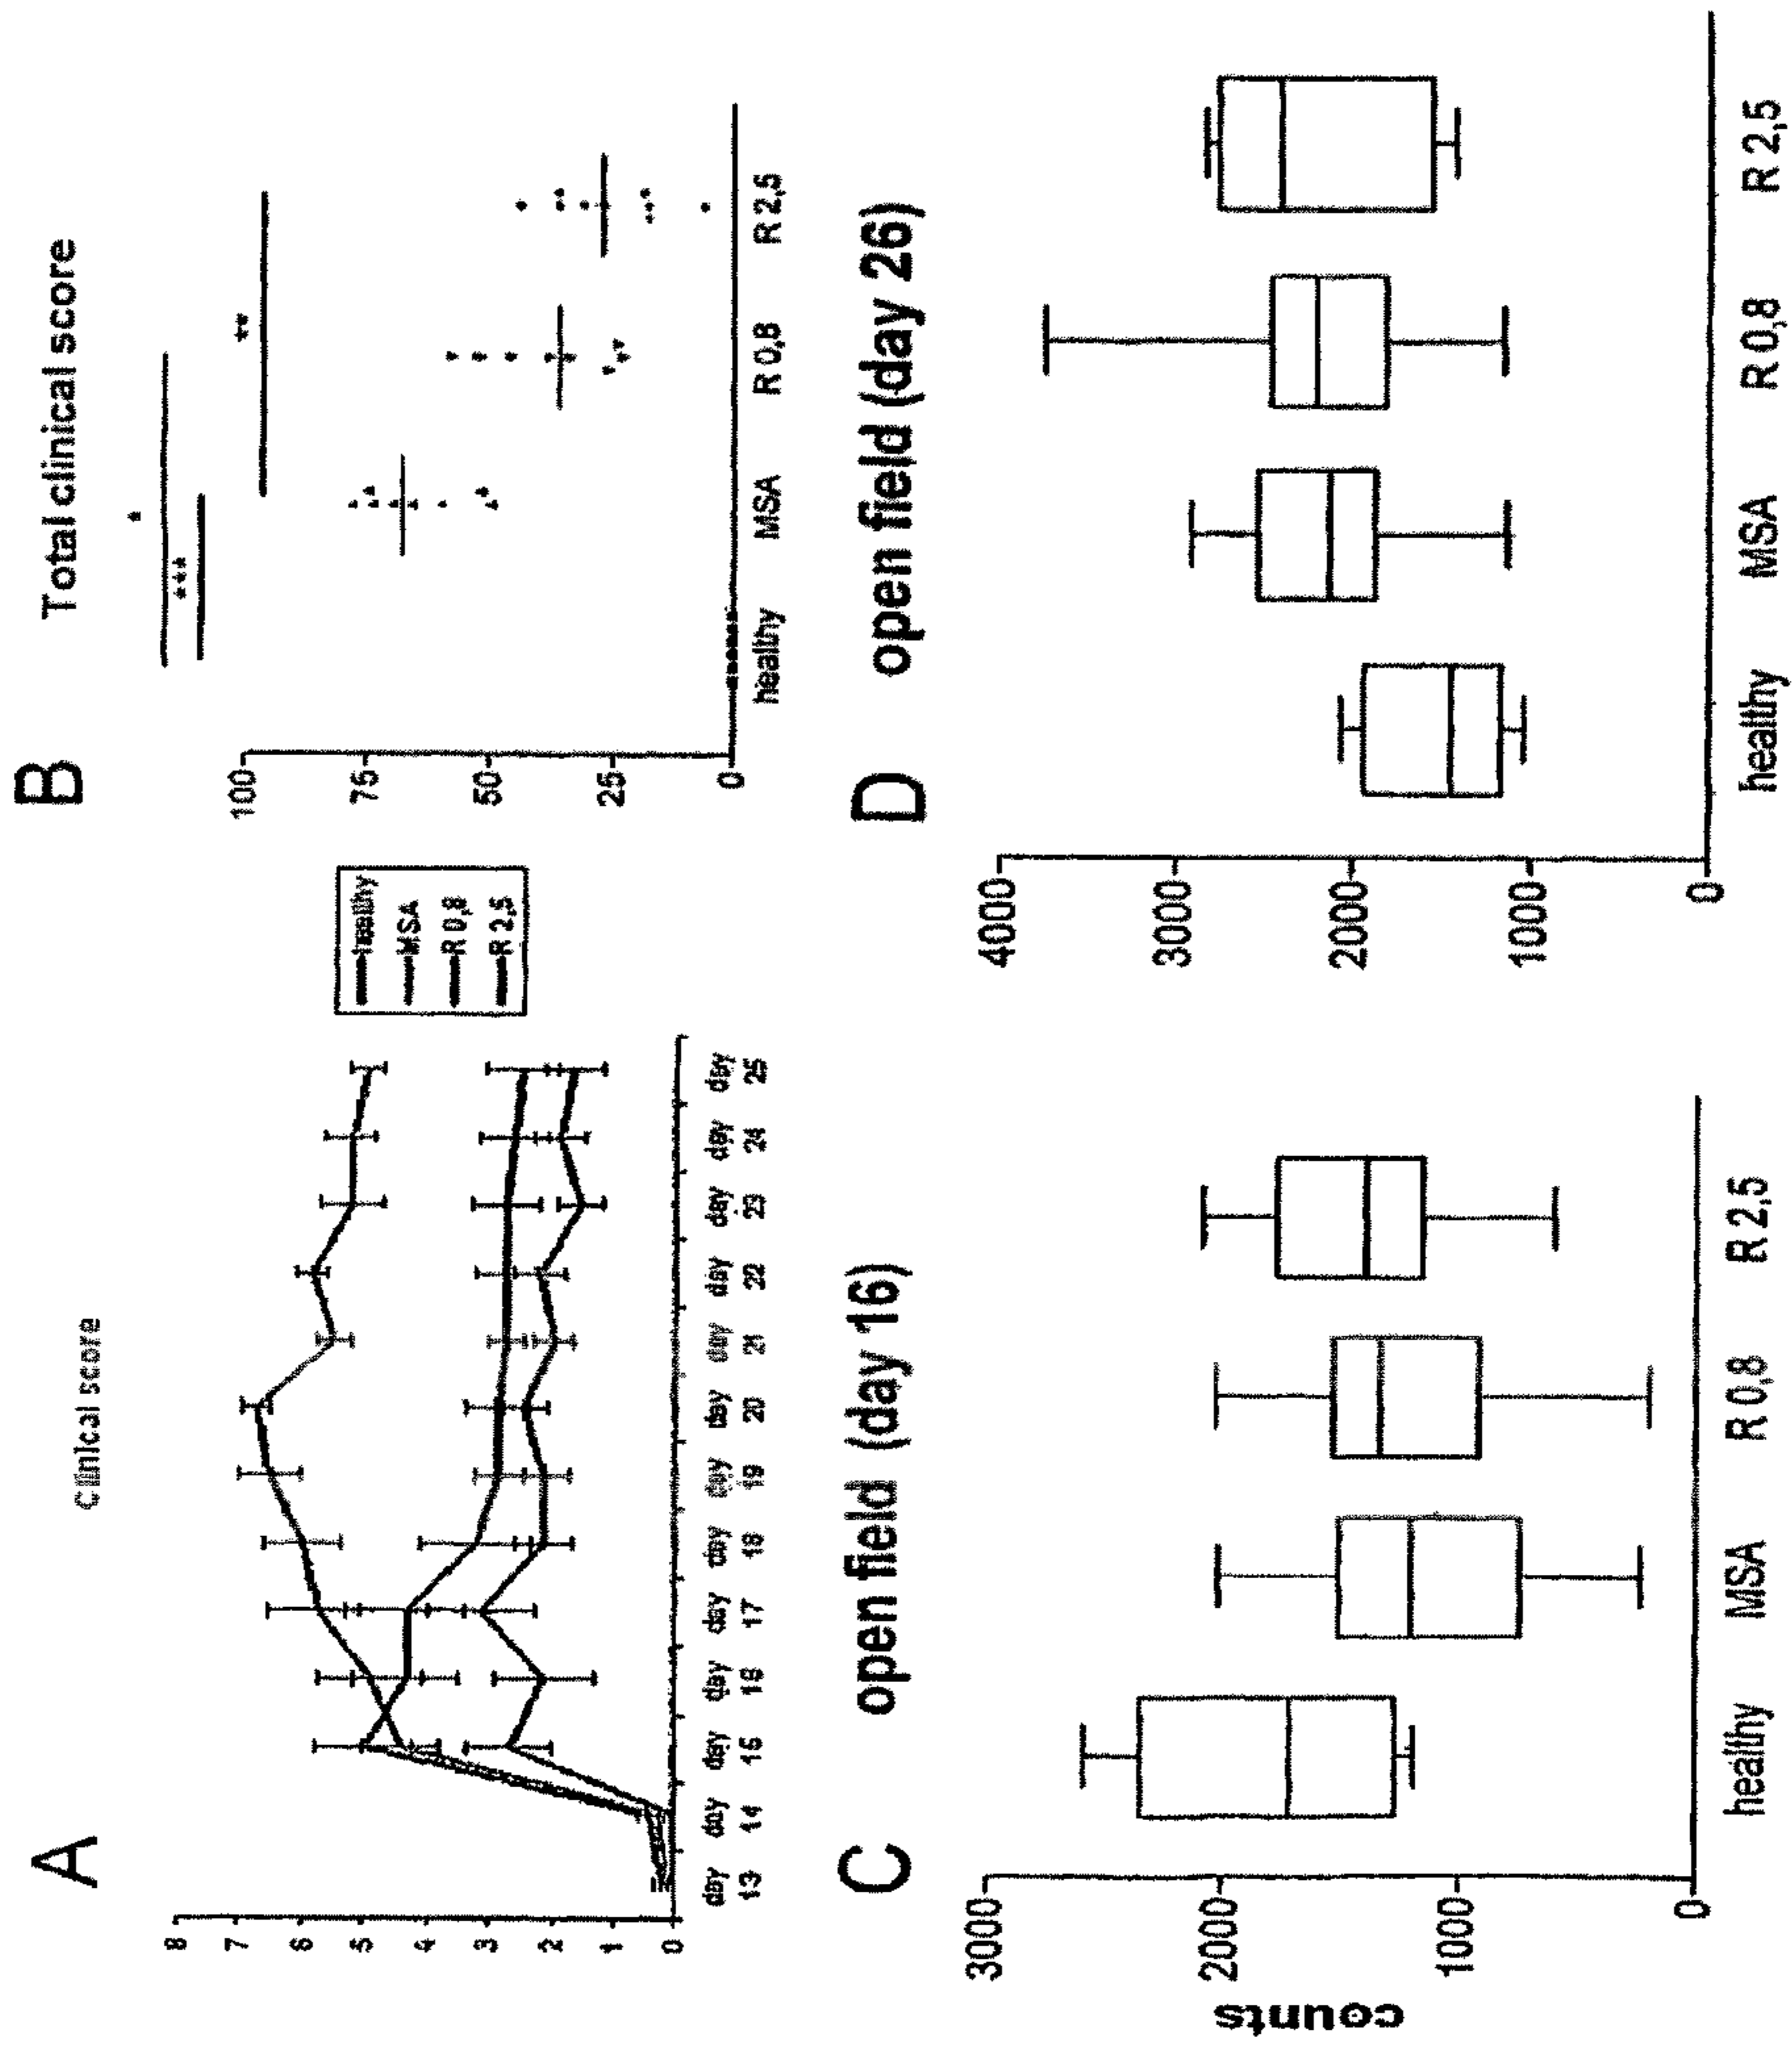 A
Clinical score
8
7
6
5
4
3
2
1
0
day day day day day day day day day day day day day
13 14 15 16 17 18 19 20 21 22 23 24 25
healthy
MSA
R 0,8
R 2,5
B
Total clinical score
*
***
**
100
75
50
25
0
healthy MSA R 0,8 R 2,5
C
open field (day 16)
counts
3000
2000
1000
0
healthy MSA R 0,8 R 2,5
D
open field (day 26)
4000
3000
2000
1000
0
healthy MSA R 0,8 R 2,5